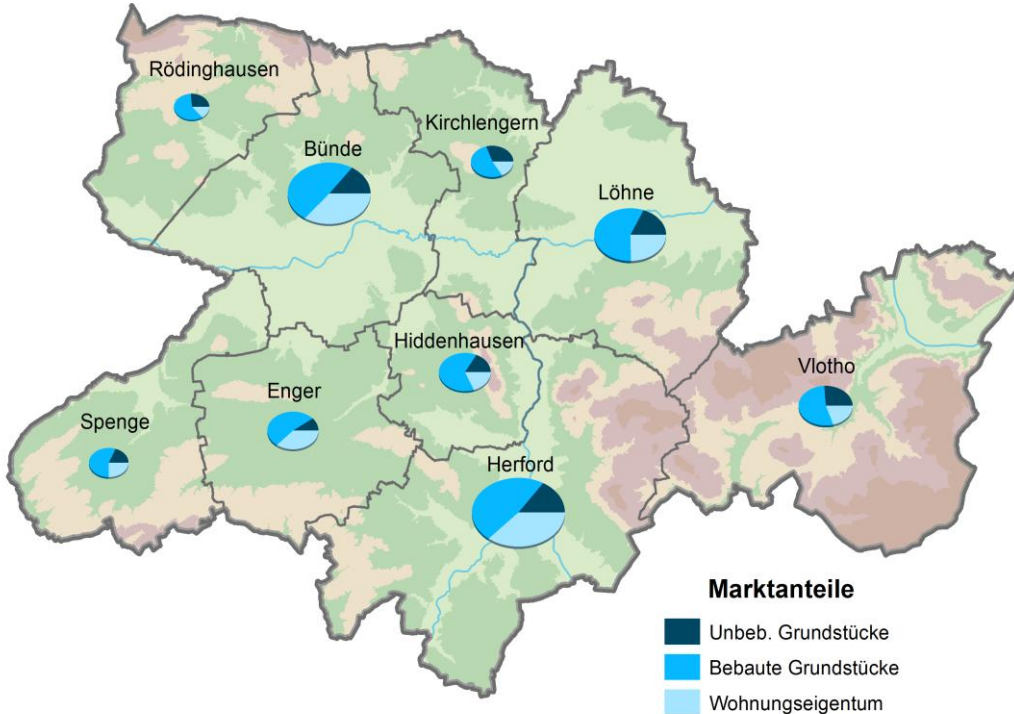 Rödinghausen
Kirchlengern
Bünde
Löhne
Hiddenhausen
Vlotho
Enger
Spenge
Herford
Marktanteile
Unbeb. Grundstücke
Bebaute Grundstücke
Wohnungseigentum